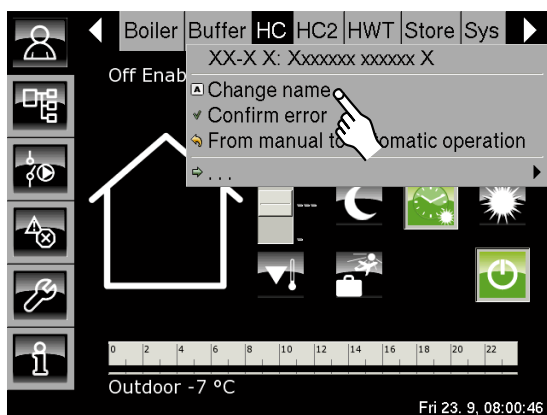 Boiler Buffer HC HC2 HWT Store Sys
XX-X X: Xxxxxxx xxxxxx X
Off Enab
A Change name
Confirm error
From manual to omatic operation
...
---
-
0 2 4 6 8 10 12 14 16 18 20 22
Outdoor -7 °C
Fri 23. 9, 08:00:46